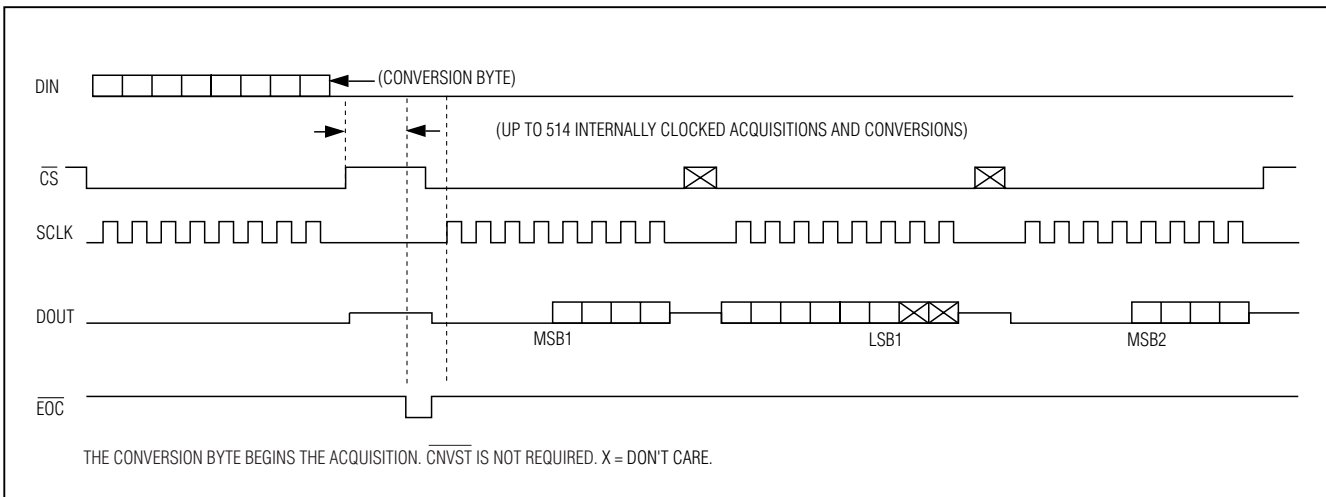 DIN
(CONVERSION BYTE)
(UP TO 514 INTERNALLY CLOCKED ACQUISITIONS AND CONVERSIONS)
CS
SCLK
DOUT
MSB1
LSB1
MSB2
EOC
THE CONVERSION BYTE BEGINS THE ACQUISITION. CNVST IS NOT REQUIRED. X = DON'T CARE.